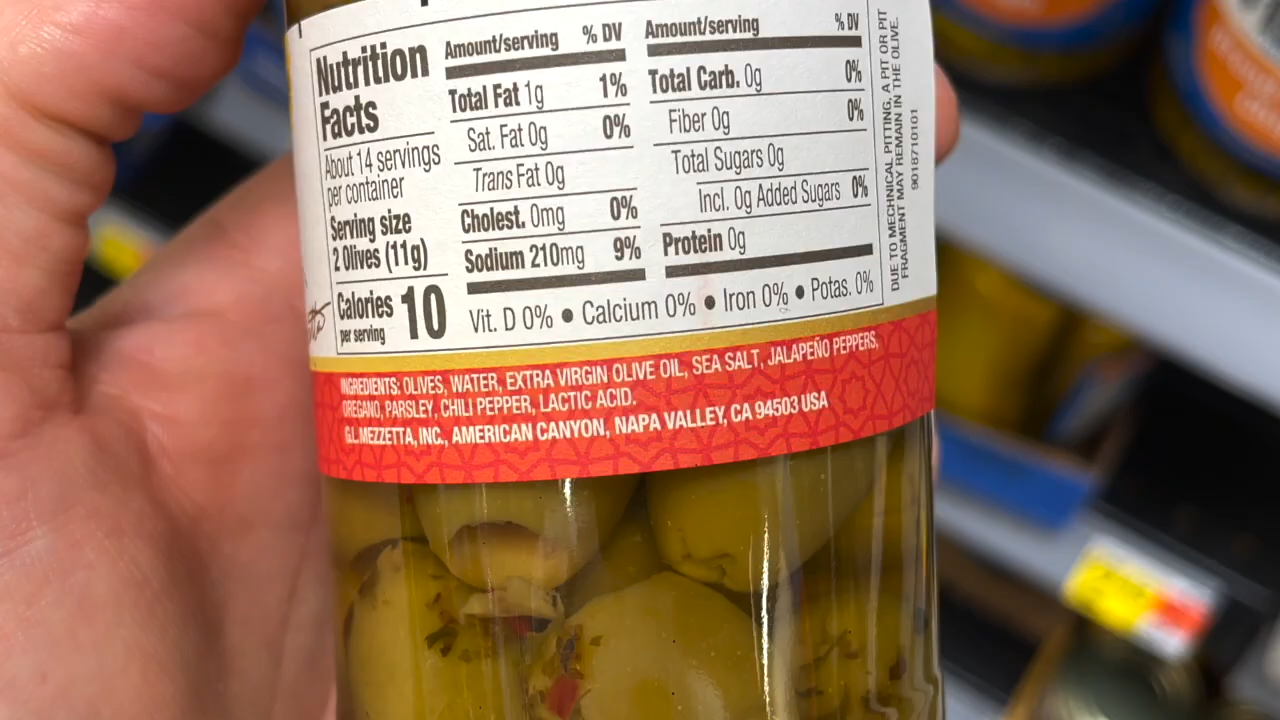 Nutrition
Facts
About 14 servings
per container
Serving size
2 Olives (11g)
Calories 10
per serving
Amount/serving % DV
Total Fat 1g 1%
Sat. Fat 0g 0%
Trans Fat 0g
Cholest. 0mg 0%
Sodium 210mg 9%
Amount/serving % DV
Total Carb. 0g 0%
Fiber 0g 0%
Total Sugars 0g
Incl. 0g Added Sugars 0%
Protein 0g
Vit. D 0% • Calcium 0% • Iron 0% • Potas. 0%
DUE TO MECHNICAL PITTING, A PIT OR PIT
FRAGMENT MAY REMAIN IN THE OLIVE.
9018710101
INGREDIENTS: OLIVES, WATER, EXTRA VIRGIN OLIVE OIL, SEA SALT, JALAPEÑO PEPPERS,
OREGANO, PARSLEY, CHILI PEPPER, LACTIC ACID.
G.L. MEZZETTA, INC., AMERICAN CANYON, NAPA VALLEY, CA 94503 USA